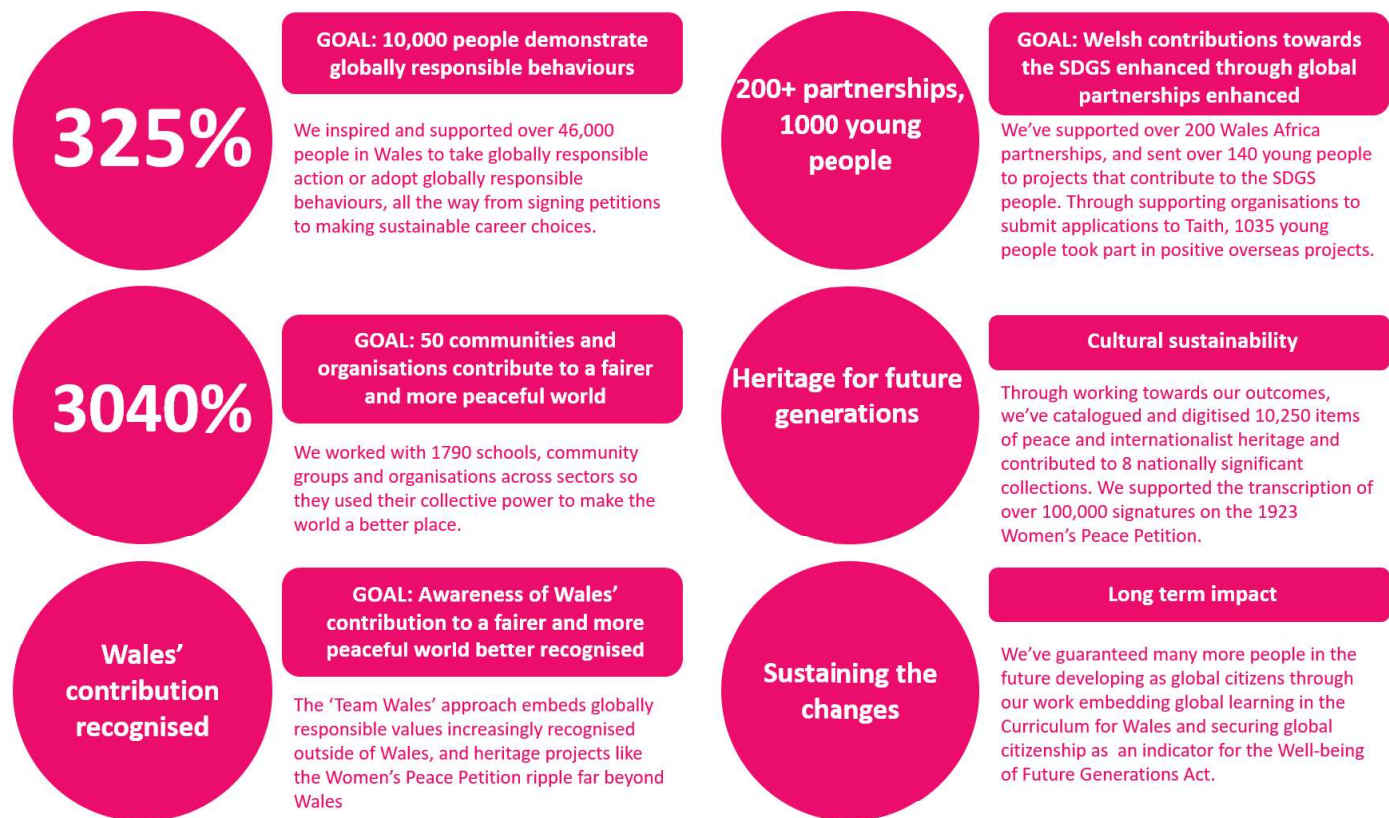 325%
GOAL: 10,000 people demonstrate
globally responsible behaviours
We inspired and supported over 46,000
people in Wales to take globally responsible
action or adopt globally responsible
behaviours, all the way from signing petitions
to making sustainable career choices.
200+ partnerships,
1000 young
people
GOAL: Welsh contributions towards
the SDGS enhanced through global
partnerships enhanced
We've supported over 200 Wales Africa
partnerships, and sent over 140 young people
to projects that contribute to the SDGS
people. Through supporting organisations to
submit applications to Taith, 1035 young
people took part in positive overseas projects.
3040%
GOAL: 50 communities and
organisations contribute to a fairer
and more peaceful world
We worked with 1790 schools, community
groups and organisations across sectors so
they used their collective power to make the
world a better place.
Heritage for future
generations
Cultural sustainability
Through working towards our outcomes,
we've catalogued and digitised 10,250 items
of peace and internationalist heritage and
contributed to 8 nationally significant
collections. We supported the transcription of
over 100,000 signatures on the 1923
Women's Peace Petition.
Wales'
contribution
recognised
GOAL: Awareness of Wales'
contribution to a fairer and more
peaceful world better recognised
The 'Team Wales' approach embeds globally
responsible values increasingly recognised
outside of Wales, and heritage projects like
the Women's Peace Petition ripple far beyond
Wales
Sustaining the
changes
Long term impact
We've guaranteed many more people in the
future developing as global citizens through
our work embedding global learning in the
Curriculum for Wales and securing global
citizenship as  an indicator for the Well-being
of Future Generations Act.